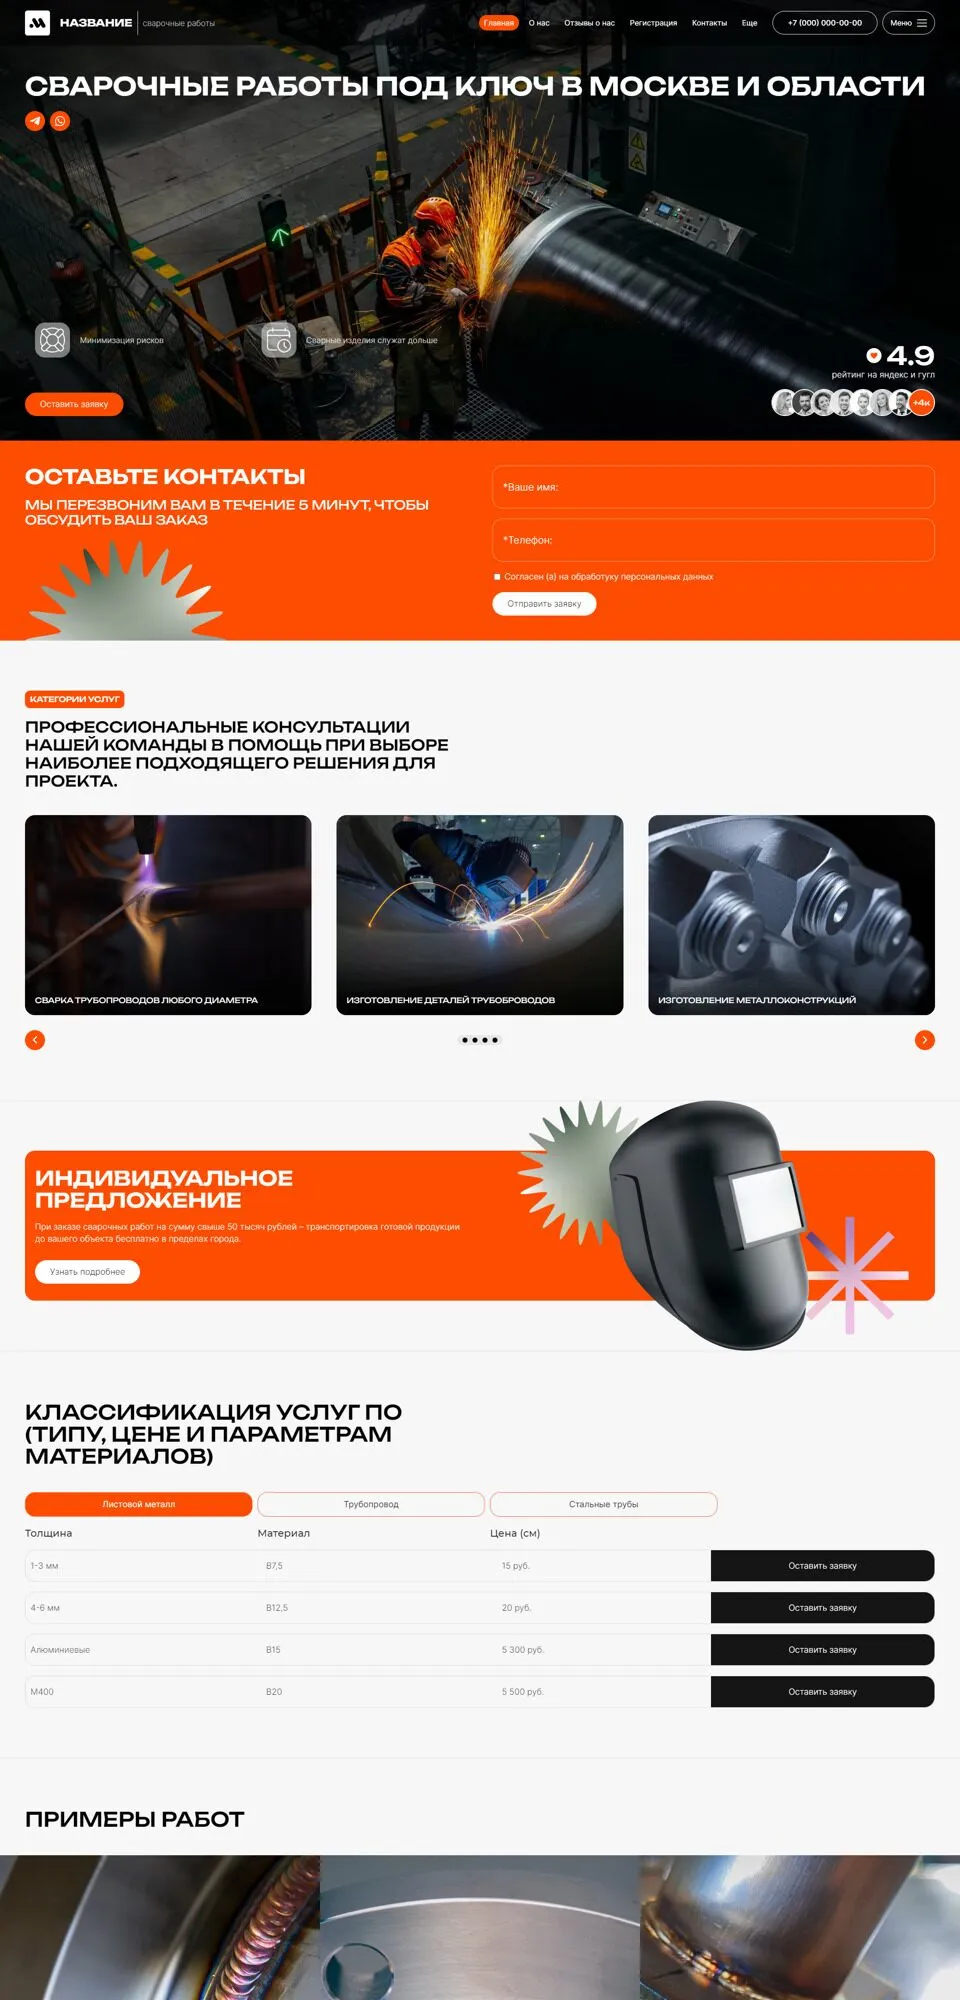 НАЗВАНИЕ
сварочные работы
Главная
О нас
Отзывы о нас
Регистрация
Контакты
Еще
+7 (000) 000-00-00
Меню
СВАРОЧНЫЕ РАБОТЫ ПОД КЛЮЧ В МОСКВЕ И ОБЛАСТИ
Минимизация рисков
Сварные изделия служат дольше
4.9
рейтинг на яндекс и гугл
+4к
Оставить заявку
ОСТАВЬТЕ КОНТАКТЫ
МЫ ПЕРЕЗВОНИМ ВАМ В ТЕЧЕНИЕ 5 МИНУТ, ЧТОБЫ
ОБСУДИТЬ ВАШ ЗАКАЗ
*Ваше имя:
*Телефон:
Согласен (а) на обработуку персональных данных
Отправить заявку
КАТЕГОРИИ УСЛУГ
ПРОФЕССИОНАЛЬНЫЕ КОНСУЛЬТАЦИИ
НАШЕЙ КОМАНДЫ В ПОМОЩЬ ПРИ ВЫБОРЕ
НАИБОЛЕЕ ПОДХОДЯЩЕГО РЕШЕНИЯ ДЛЯ
ПРОЕКТА.
СВАРКА ТРУБОПРОВОДОВ ЛЮБОГО ДИАМЕТРА
ИЗГОТОВЛЕНИЕ ДЕТАЛЕЙ ТРУБОБРОВОДОВ
ИЗГОТОВЛЕНИЕ МЕТАЛЛОКОНСТРУКЦИЙ
ИНДИВИДУАЛЬНОЕ
ПРЕДЛОЖЕНИЕ
При заказе сварочных работ на сумму свыше 50 тысяч рублей – транспортировка готовой продукции
до вашего объекта бесплатно в пределах города.
Узнать подробнее
КЛАССИФИКАЦИЯ УСЛУГ ПО
(ТИПУ, ЦЕНЕ И ПАРАМЕТРАМ
МАТЕРИАЛОВ)
Листовой металл
Трубопровод
Стальные трубы
Толщина
Материал
Цена (см)
1-3 мм
B7,5
15 руб.
Оставить заявку
4-6 мм
B12,5
20 руб.
Оставить заявку
Алюминиевые
B15
5 300 руб.
Оставить заявку
M400
B20
5 500 руб.
Оставить заявку
ПРИМЕРЫ РАБОТ